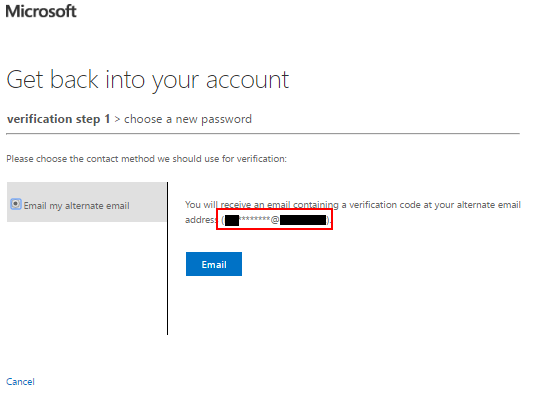 Microsoft
Get back into your account
verification step 1 > choose a new password
Please choose the contact method we should use for verification:
Email my alternate email
You will receive an email containing a verification code at your alternate email
address (********@).
Email
Cancel